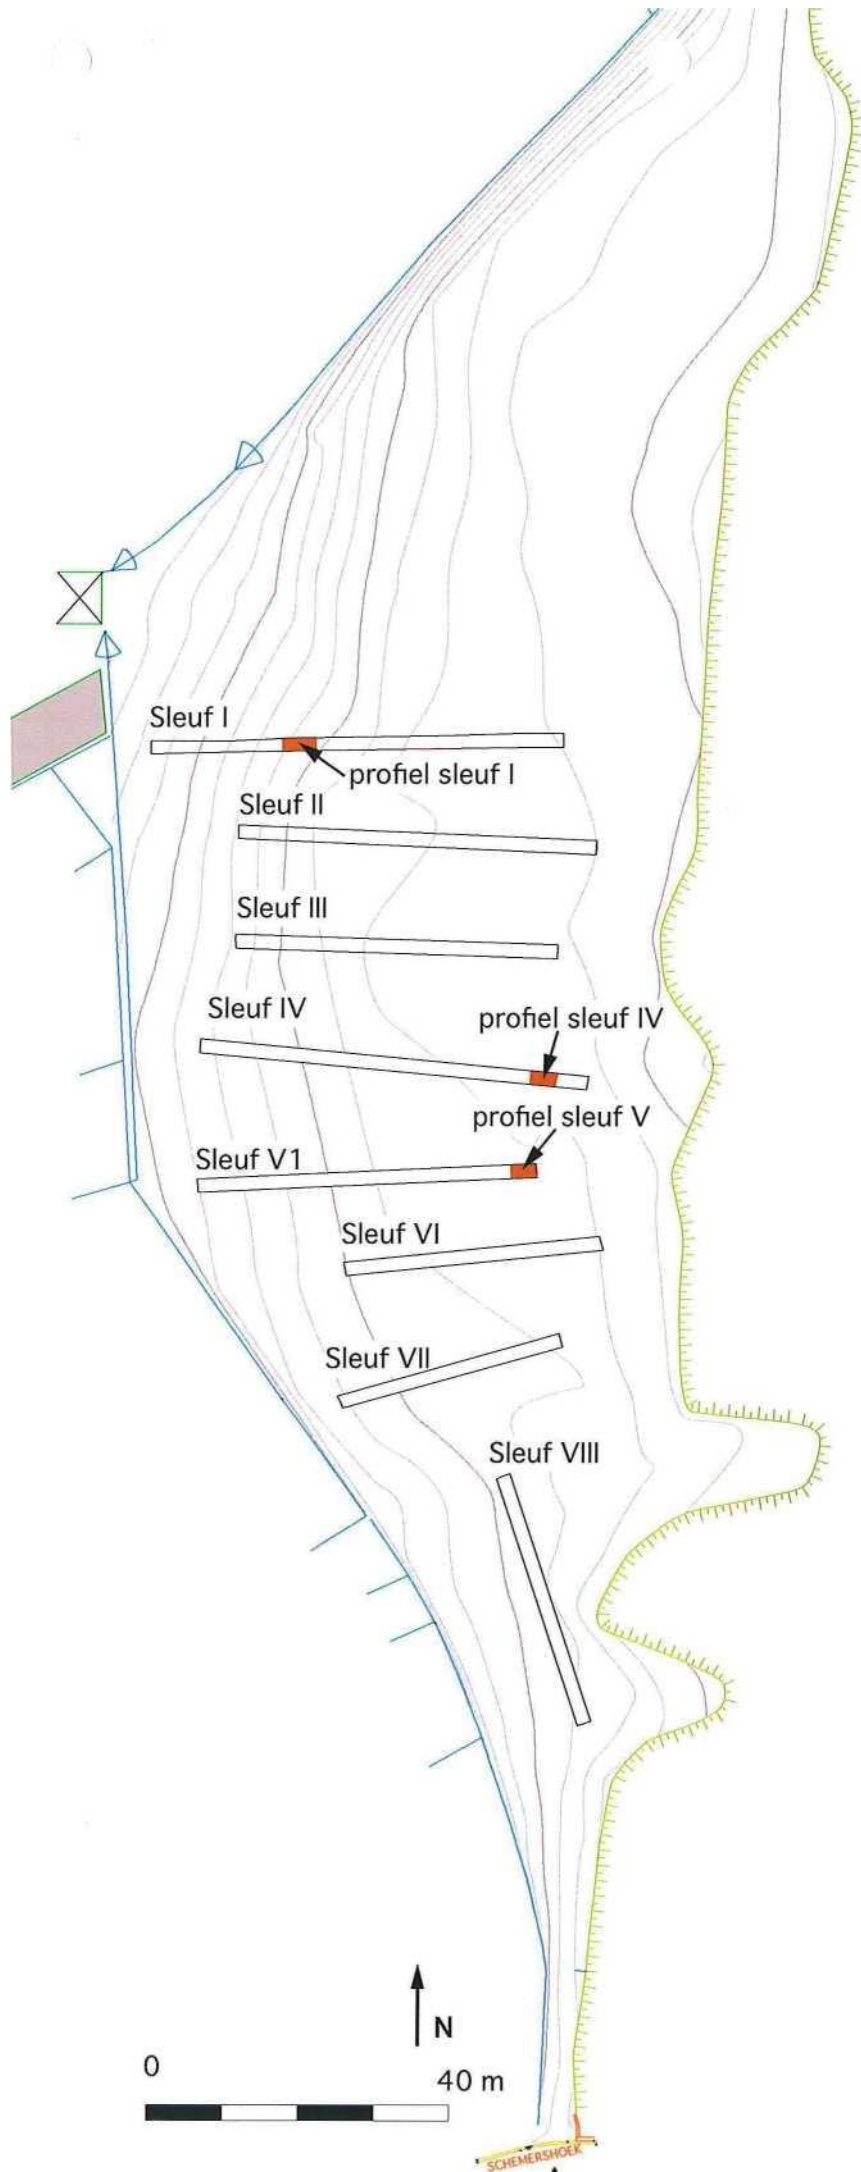 Sleuf I
profiel sleuf I
Sleuf II
Sleuf III
Sleuf IV
profiel sleuf IV
profiel sleuf V
Sleuf V1
Sleuf VI
Sleuf VII
Sleuf VIII
N
0
40 m
SCHEMERSHOEK